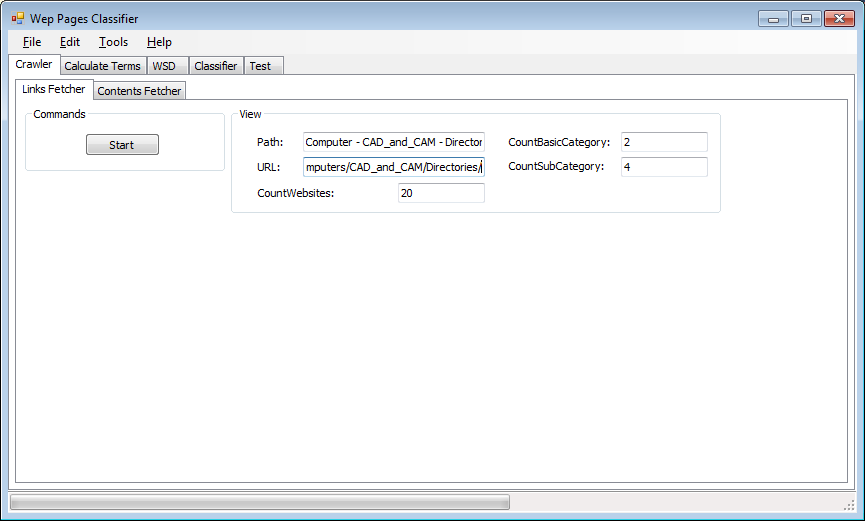 Wep Pages Classifier
File Edit Tools Help
Crawler Calculate Terms WSD Classifier Test
Links Fetcher Contents Fetcher
Commands View
Start
Path: Computer - CAD_and_CAM - Director CountBasicCategory: 2
URL: mputers/CAD_and_CAM/Directories/ CountSubCategory: 4
CountWebsites: 20